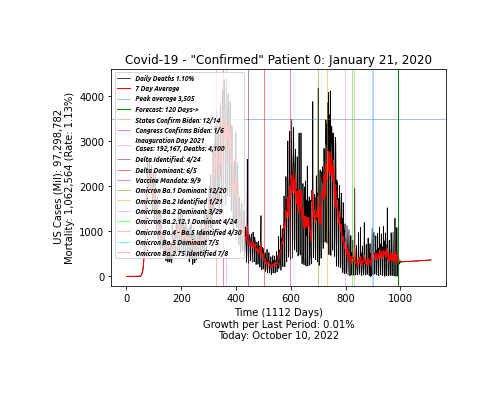 Covid-19 - "Confirmed" Patient 0: January 21, 2020
Daily Deaths 1.10%
7 Day Average
Peak average 3,505
Forecast: 120 Days->
States Confirm Biden: 12/14
Congress Confirms Biden: 1/6
Inauguration Day 2021
Cases: 192,167, Deaths: 4,100
Delta Identified: 4/24
Delta Dominant: 6/5
Vaccine Mandate: 9/9
Omicron Ba.1 Dominant 12/20
Omicron Ba.2 Identified 1/21
Omicron Ba.2 Dominant 3/29
Omicron Ba.2.12.1 Dominant 4/24
Omicron Ba.4-Ba.5 Identified 4/30
Omicron Ba.5 Dominant 7/5
Omicron Ba.2.75 Identified 7/8
4000
3000
2000
1000
0
US Cases (Mil): 97,298,782
Mortality: 1,062,564 (Rate: 1.13%)
0 200 400 600 800 1000
Time (1112 Days)
Growth per Last Period: 0.01%
Today: October 10, 2022